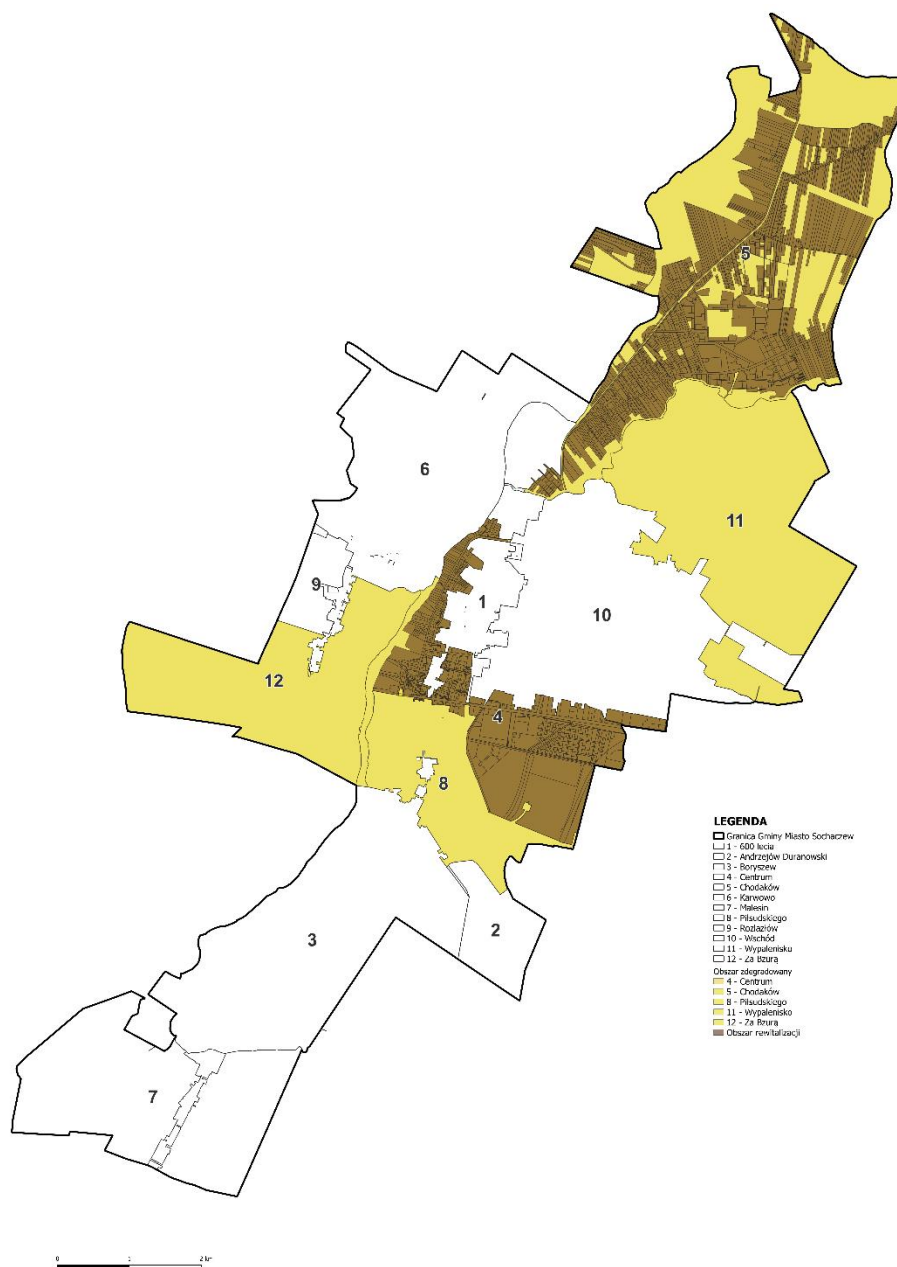 5
6
11
9
1
10
12
4
8
3
2
7
LEGENDA
Granica Gminy Miasto Sochaczew
1 - 600 lecia
2 - Andrzejów Duranowski
3 - Boryszew
4 - Centrum
5 - Chodaków
6 - Karwowo
7 - Malesin
8 - Piłsudskiego
9 - Rozlazłów
10 - Wschód
11 - Wypalenisku
12 - Za Bzurą
Obszar zdegradowany
4 - Centrum
5 - Chodaków
8 - Piłsudskiego
11 - Wypalenisko
12 - Za Bzurą
Obszar rewitalizacji
0 1 2 km